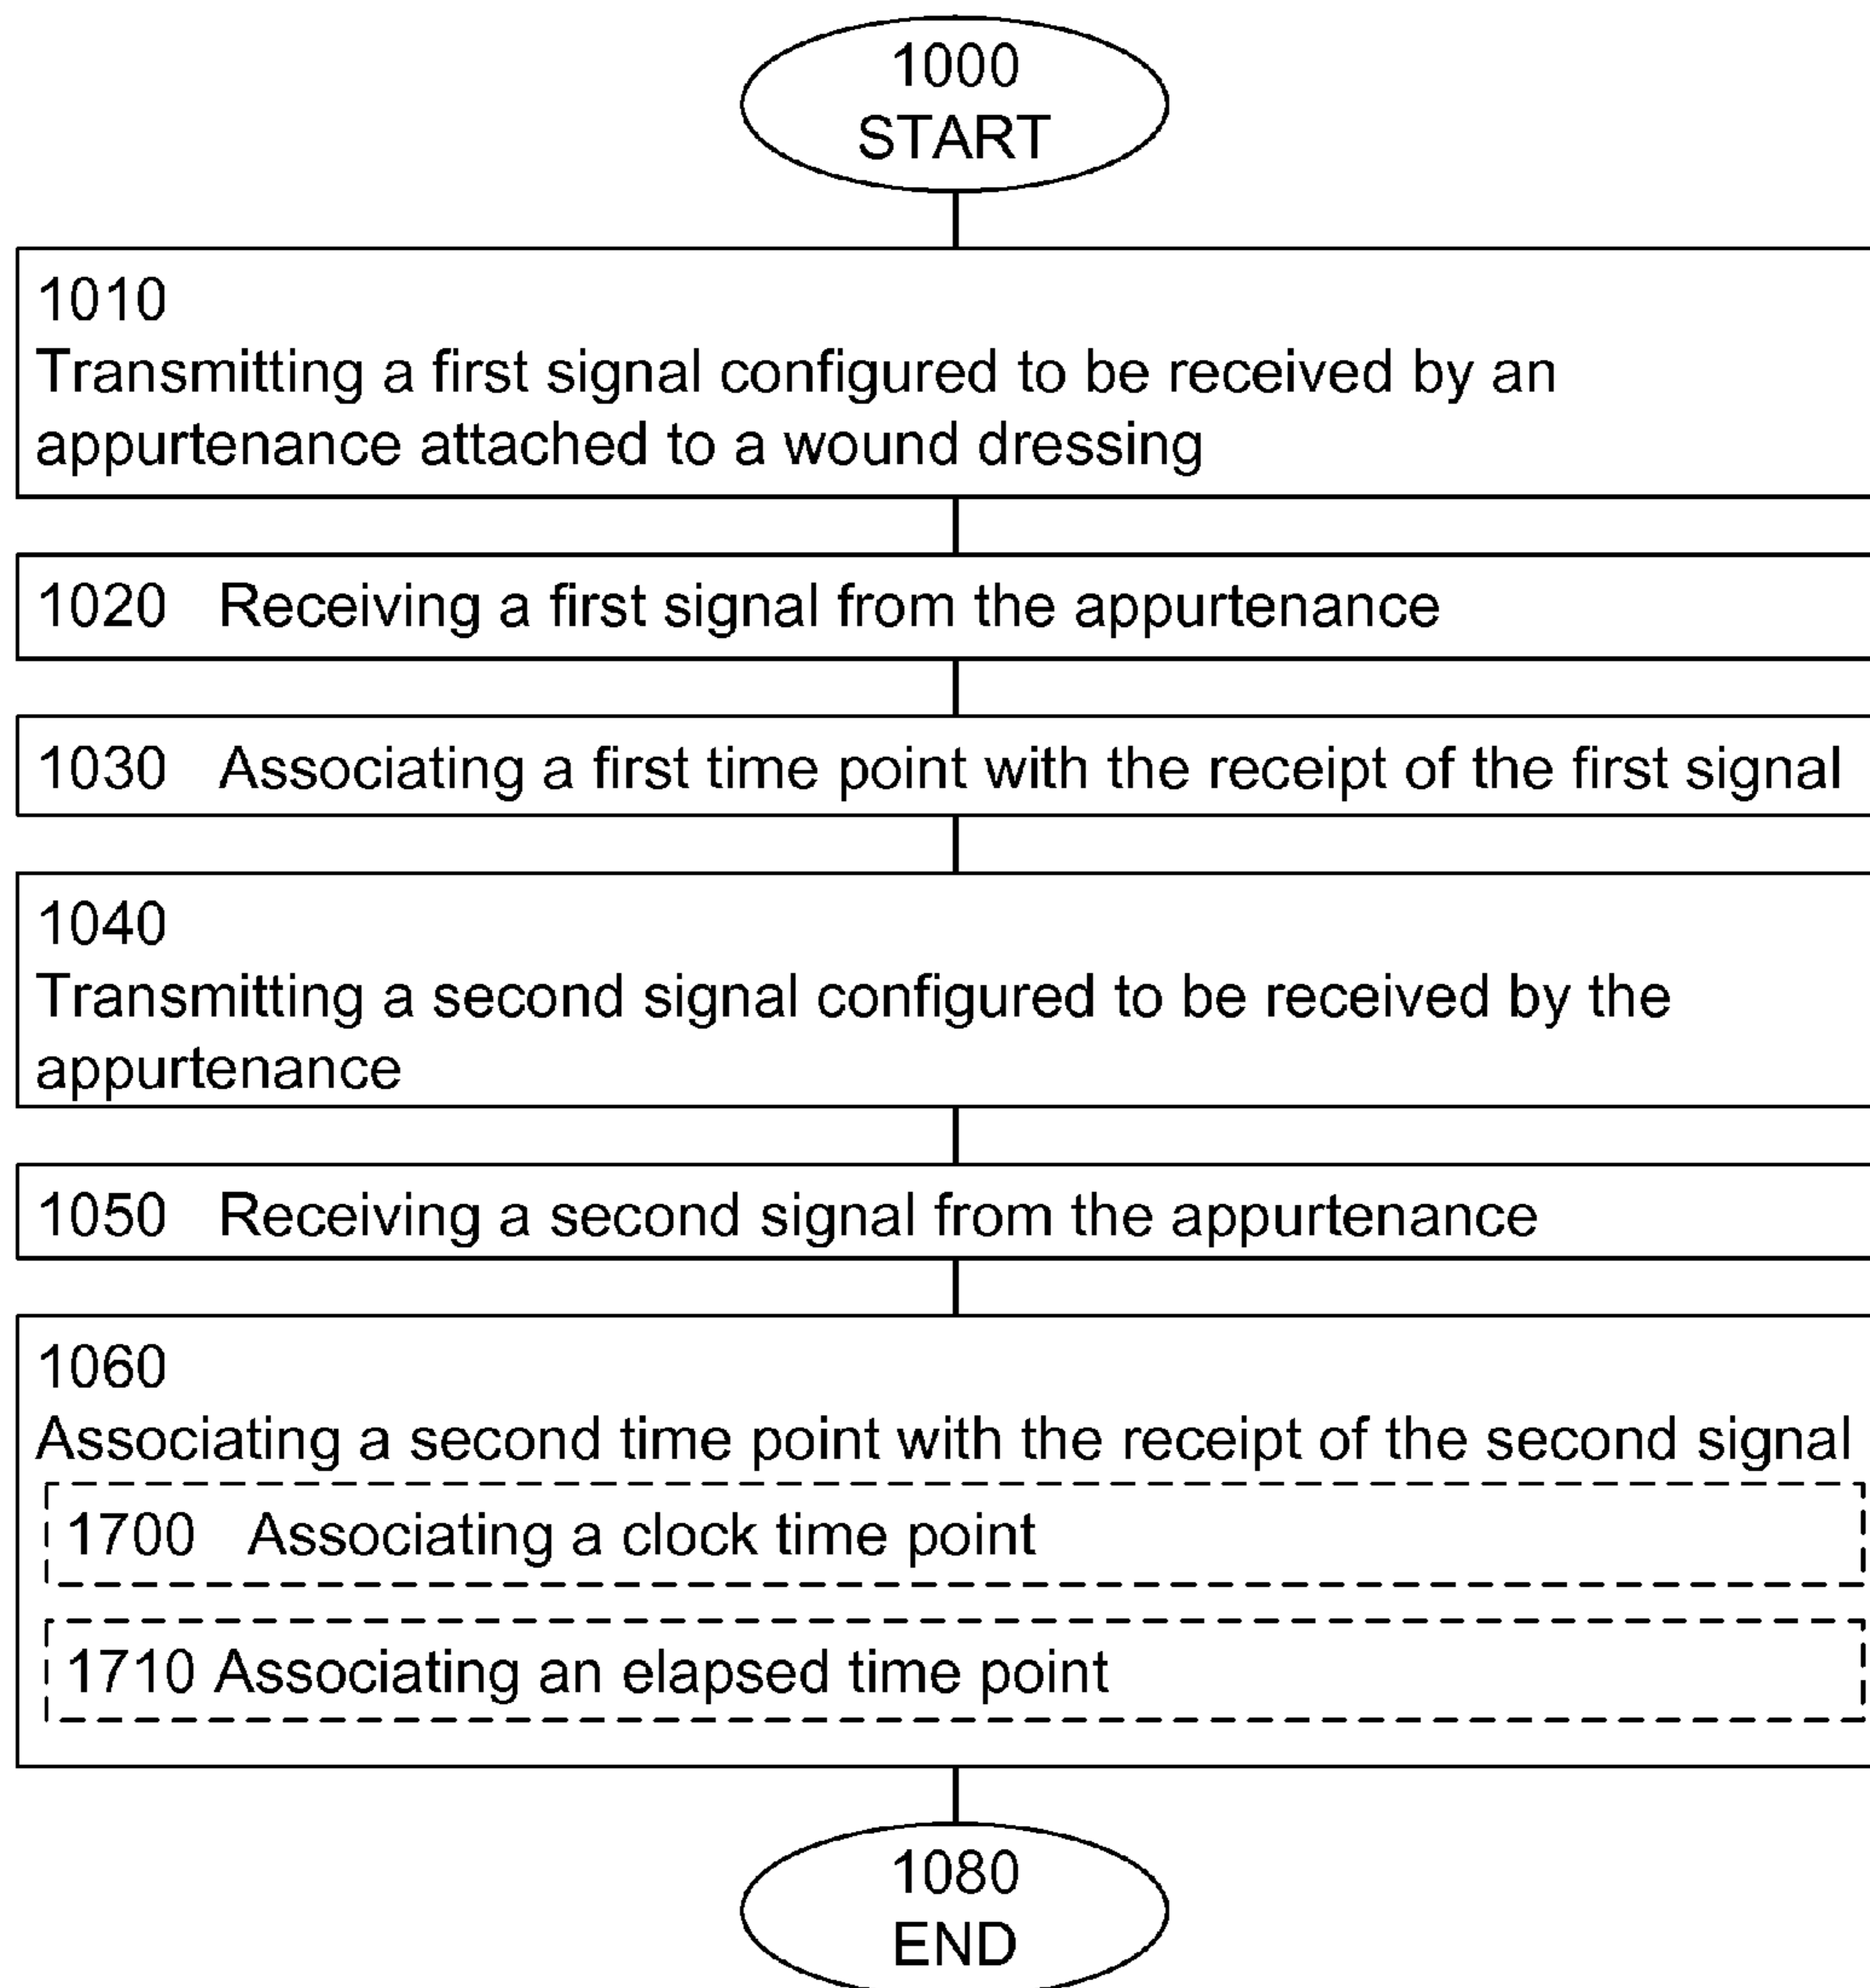 1000
START
1010
Transmitting a first signal configured to be received by an
appurtenance attached to a wound dressing
1020 Receiving a first signal from the appurtenance
1030 Associating a first time point with the receipt of the first signal
1040
Transmitting a second signal configured to be received by the
appurtenance
1050 Receiving a second signal from the appurtenance
1060
Associating a second time point with the receipt of the second signal
1700 Associating a clock time point
1710 Associating an elapsed time point
1080
END